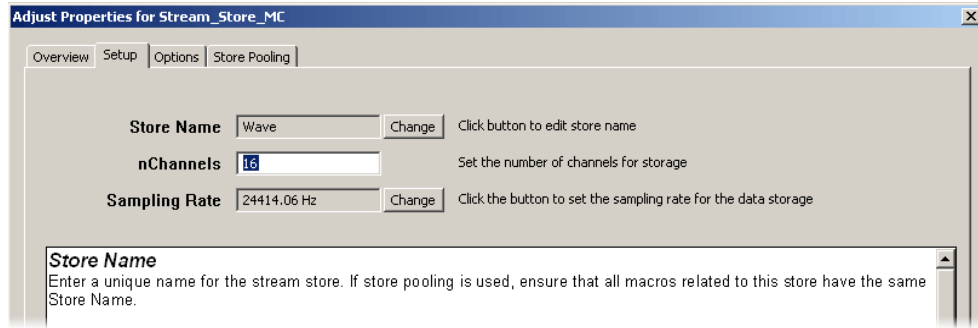 Adjust Properties for Stream_Store_MC
Overview Setup Options Store Pooling
Store Name Wave Change Click button to edit store name
nChannels 16 Set the number of channels for storage
Sampling Rate 24414.06 Hz Change Click the button to set the sampling rate for the data storage
Store Name
Enter a unique name for the stream store. If store pooling is used, ensure that all macros related to this store have the same
Store Name.